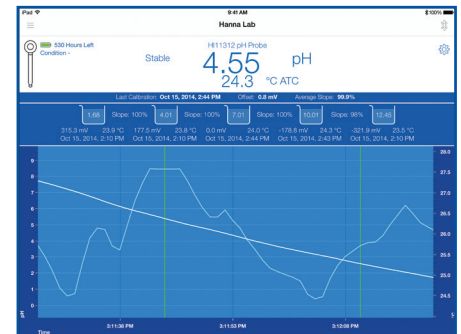 iPad 9:41 AM 100%
Hanna Lab
530 Hours Left
Condition -
HI11312 pH Probe
Stable 4.55 pH
24.3 °C ATC
Last Calibration Oct 15, 2014, 2:44 PM Offset 0.8 mV Average Slope: 99.9%
1.68 Slope: 100% 4.01 Slope: 100% 7.01 Slope: 100% 10.01 Slope: 98% 12.45
315.3 mV 23.9 °C 177.5 mV 23.8 °C 0.0 mV 24.0 °C -178.6 mV 24.3 °C -321.9 mV 23.5 °C
Oct 15, 2014, 2:10 PM Oct 15, 2014, 2:10 PM Oct 15, 2014, 2:44 PM Oct 15, 2014, 2:43 PM Oct 15, 2014, 2:10 PM
28.0
9
27.5
8
7
27.0
6
26.5
5
4
26.0
3
25.5
2
25.0
1
24.5
0
pH
3:11:38 PM 3:11:53 PM 3:12:08 PM
Time